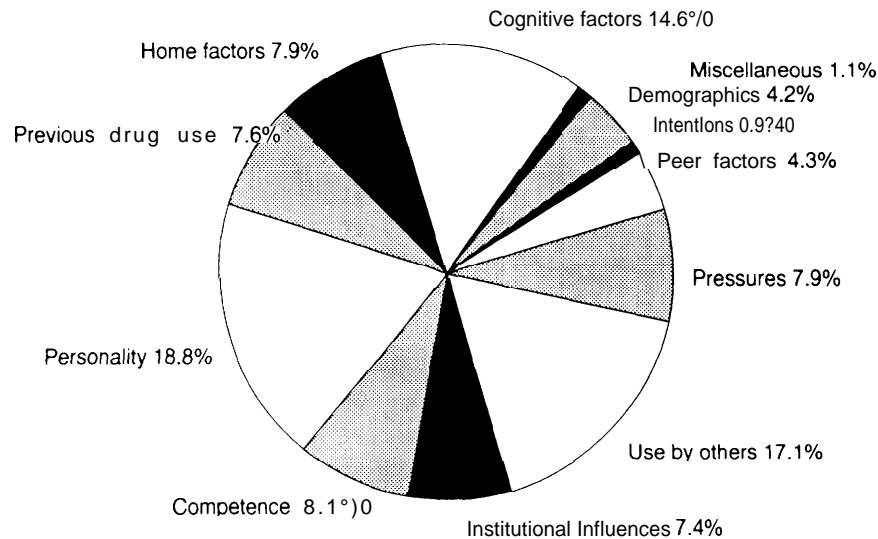 Cognitive factors 14.6°/0
Home factors 7.9%
Miscellaneous 1.1%
Demographics 4.2%
IntentIons 0.9?40
Previous drug use 7.6%
Peer factors 4.3%
Pressures 7.9%
Personality 18.8%
Use by others 17.1%
Competence 8.1°)0
Institutional Influences 7.4%